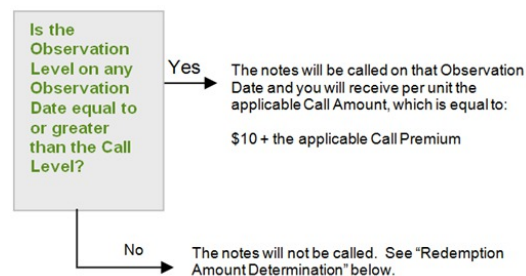 Is the
Observation
Level on any
Observation
Date equal to
or greater
than the Call
Level?
Yes
The notes will be called on that Observation
Date and you will receive per unit the
applicable Call Amount, which is equal to:
$10 + the applicable Call Premium
No
The notes will not be called. See “Redemption
Amount Determination” below.